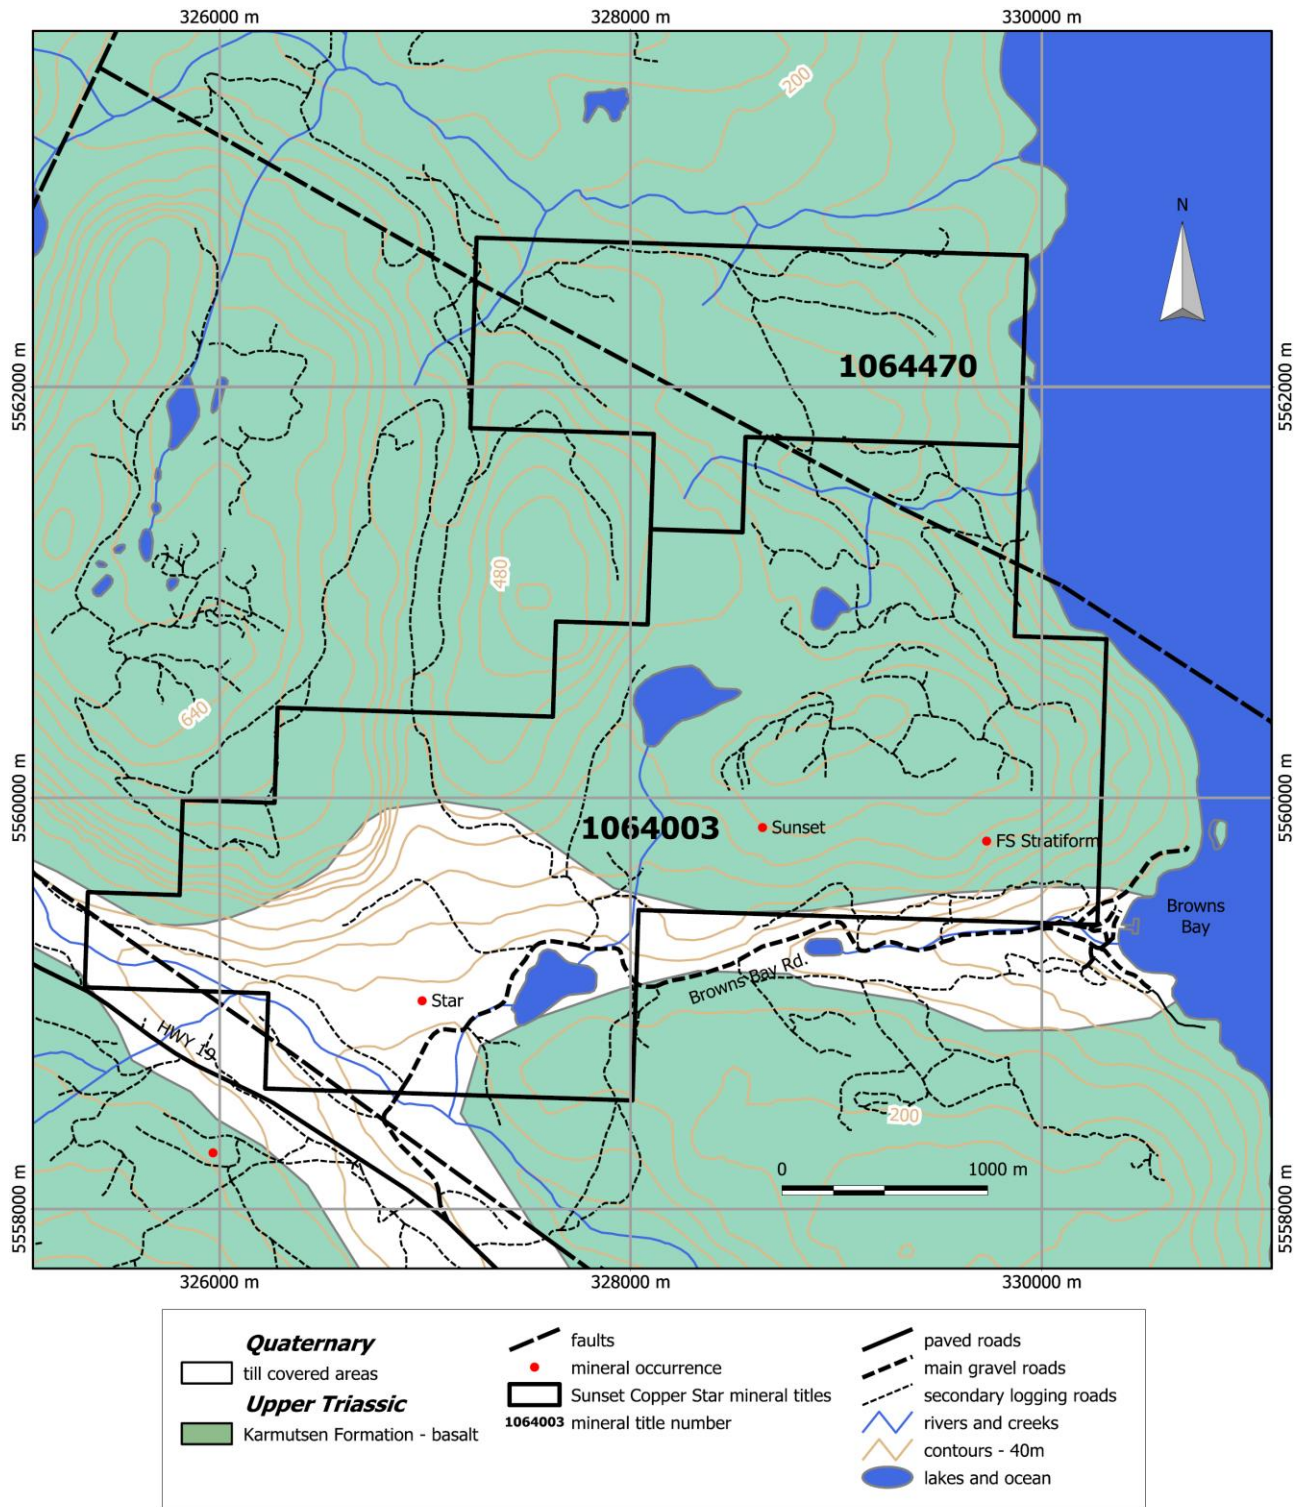 326000 m 328000 m 330000 m
200
N
5562000 m
1064470
5562000 m
480
640
5560000 m
1064003
Sunset
FS Stratiform
5560000 m
Browns
Bay
Star
Browns Bay Rd.
HWY 19
200
0 1000 m
5558000 m
5558000 m
326000 m 328000 m 330000 m
Quaternary
till covered areas
Upper Triassic
Karmutsen Formation - basalt
faults
mineral occurrence
Sunset Copper Star mineral titles
1064003 mineral title number
paved roads
main gravel roads
secondary logging roads
rivers and creeks
contours - 40m
lakes and ocean